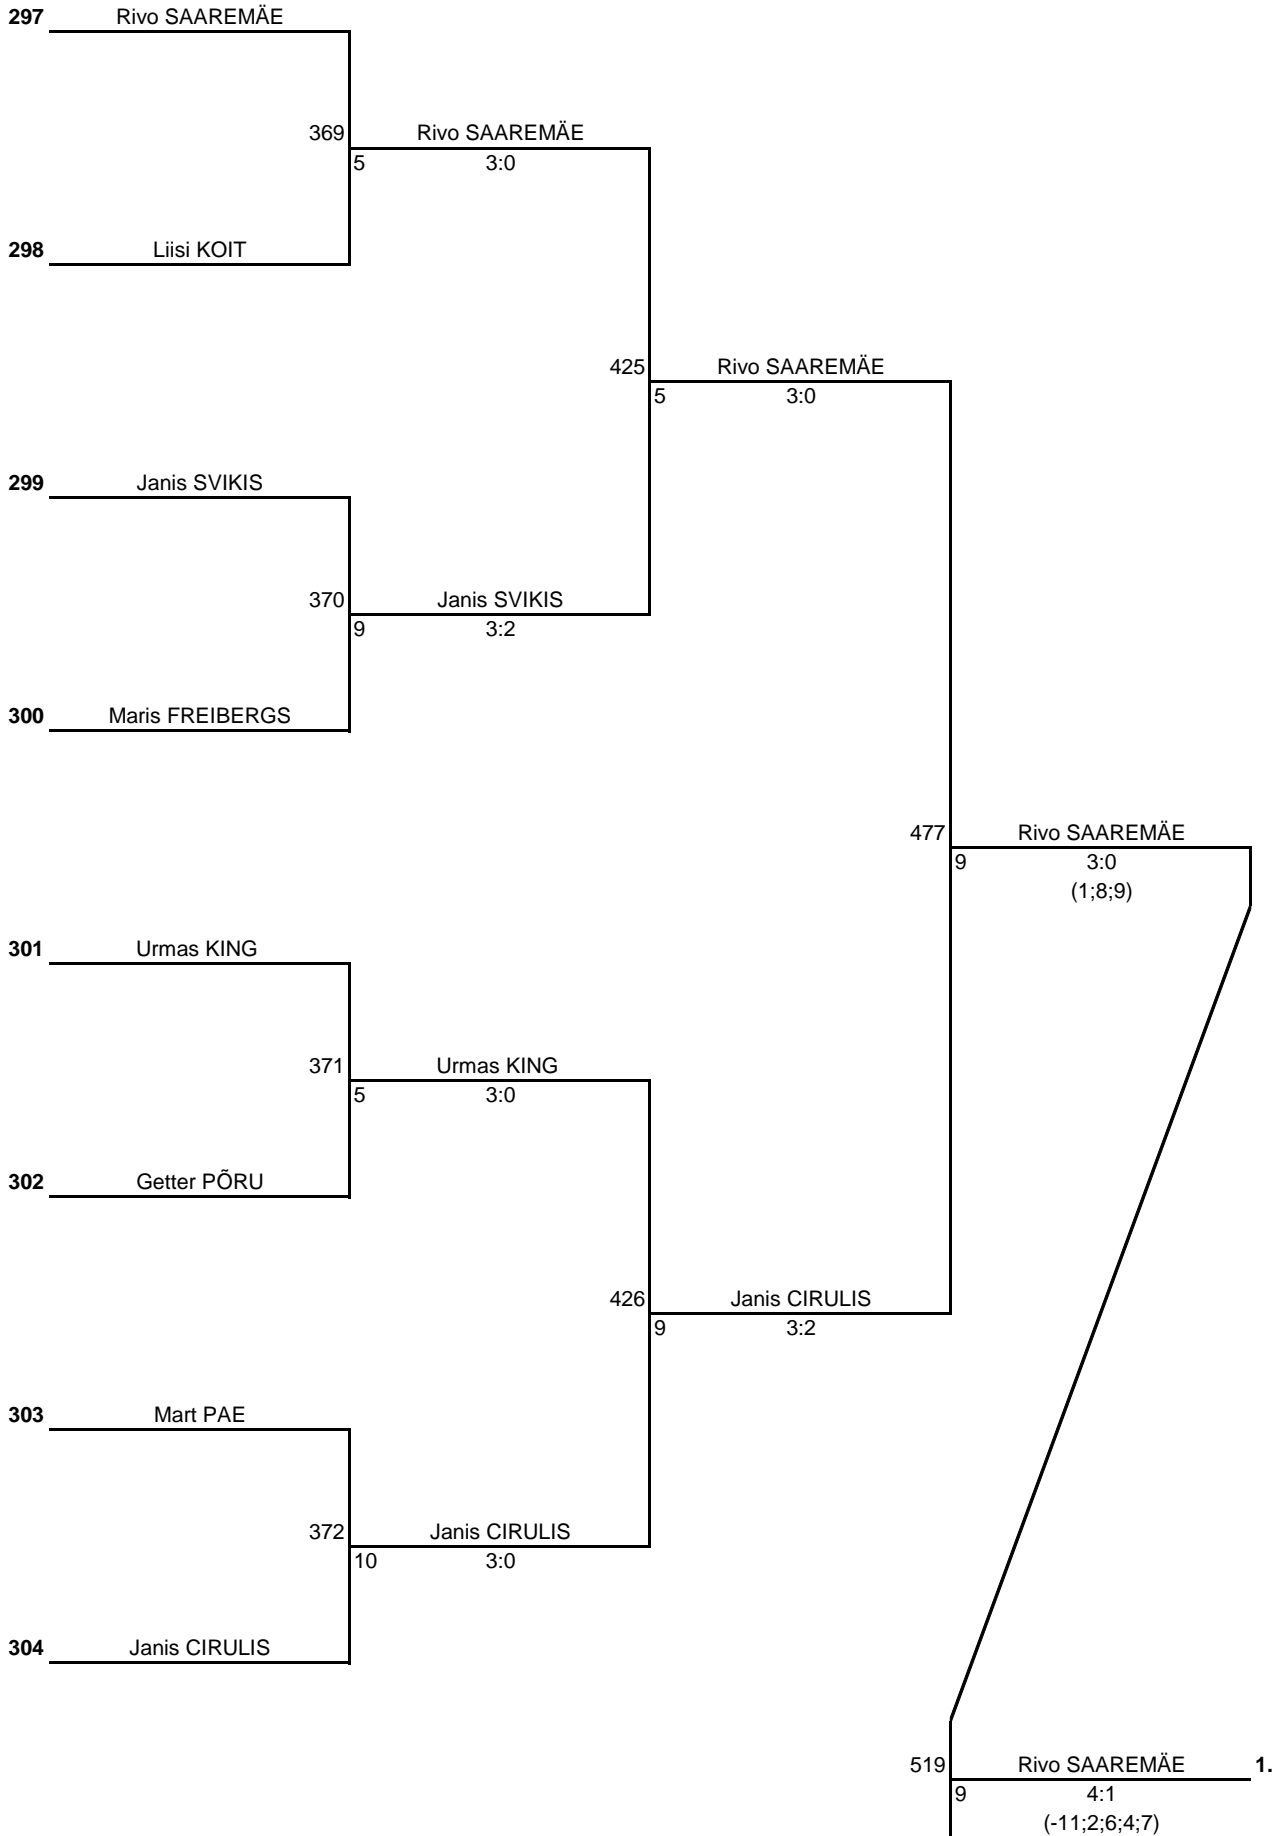 297 Rivo SAAREMÄE
369 Rivo SAAREMÄE
5 3:0
298 Liisi KOIT
425 Rivo SAAREMÄE
5 3:0
299 Janis SVIKIS
370 Janis SVIKIS
9 3:2
300 Maris FREIBERGS
477 Rivo SAAREMÄE
9 3:0
(1;8;9)
301 Urmas KING
371 Urmas KING
5 3:0
302 Getter PÕRU
426 Janis CIRULIS
9 3:2
303 Mart PAE
372 Janis CIRULIS
10 3:0
304 Janis CIRULIS
519 Rivo SAAREMÄE 1.
9 4:1
(-11;2;6;4;7)